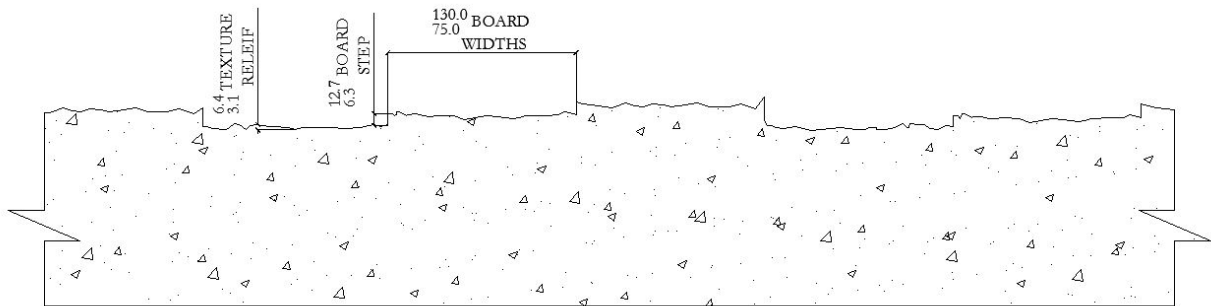 6.4 TEXTURE
3.1 RELEIF
12.7 BOARD
6.3 STEP
130.0 BOARD
75.0 WIDTHS